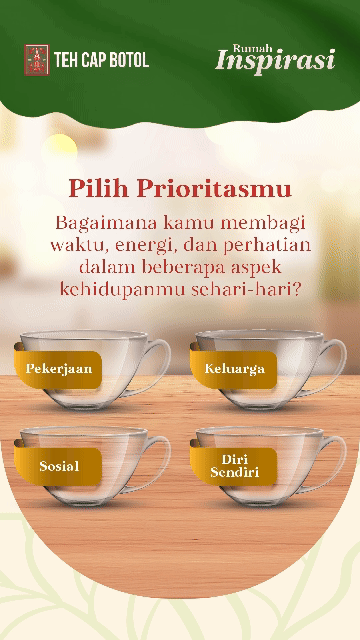 TEH CAP BOTOL
Rumah
Inspirasi
Pilih Prioritasmu
Bagaimana kamu membagi
waktu, energi, dan perhatian
dalam beberapa aspek
kehidupanmu sehari-hari?
Pekerjaan
Keluarga
Sosial
Diri
Sendiri